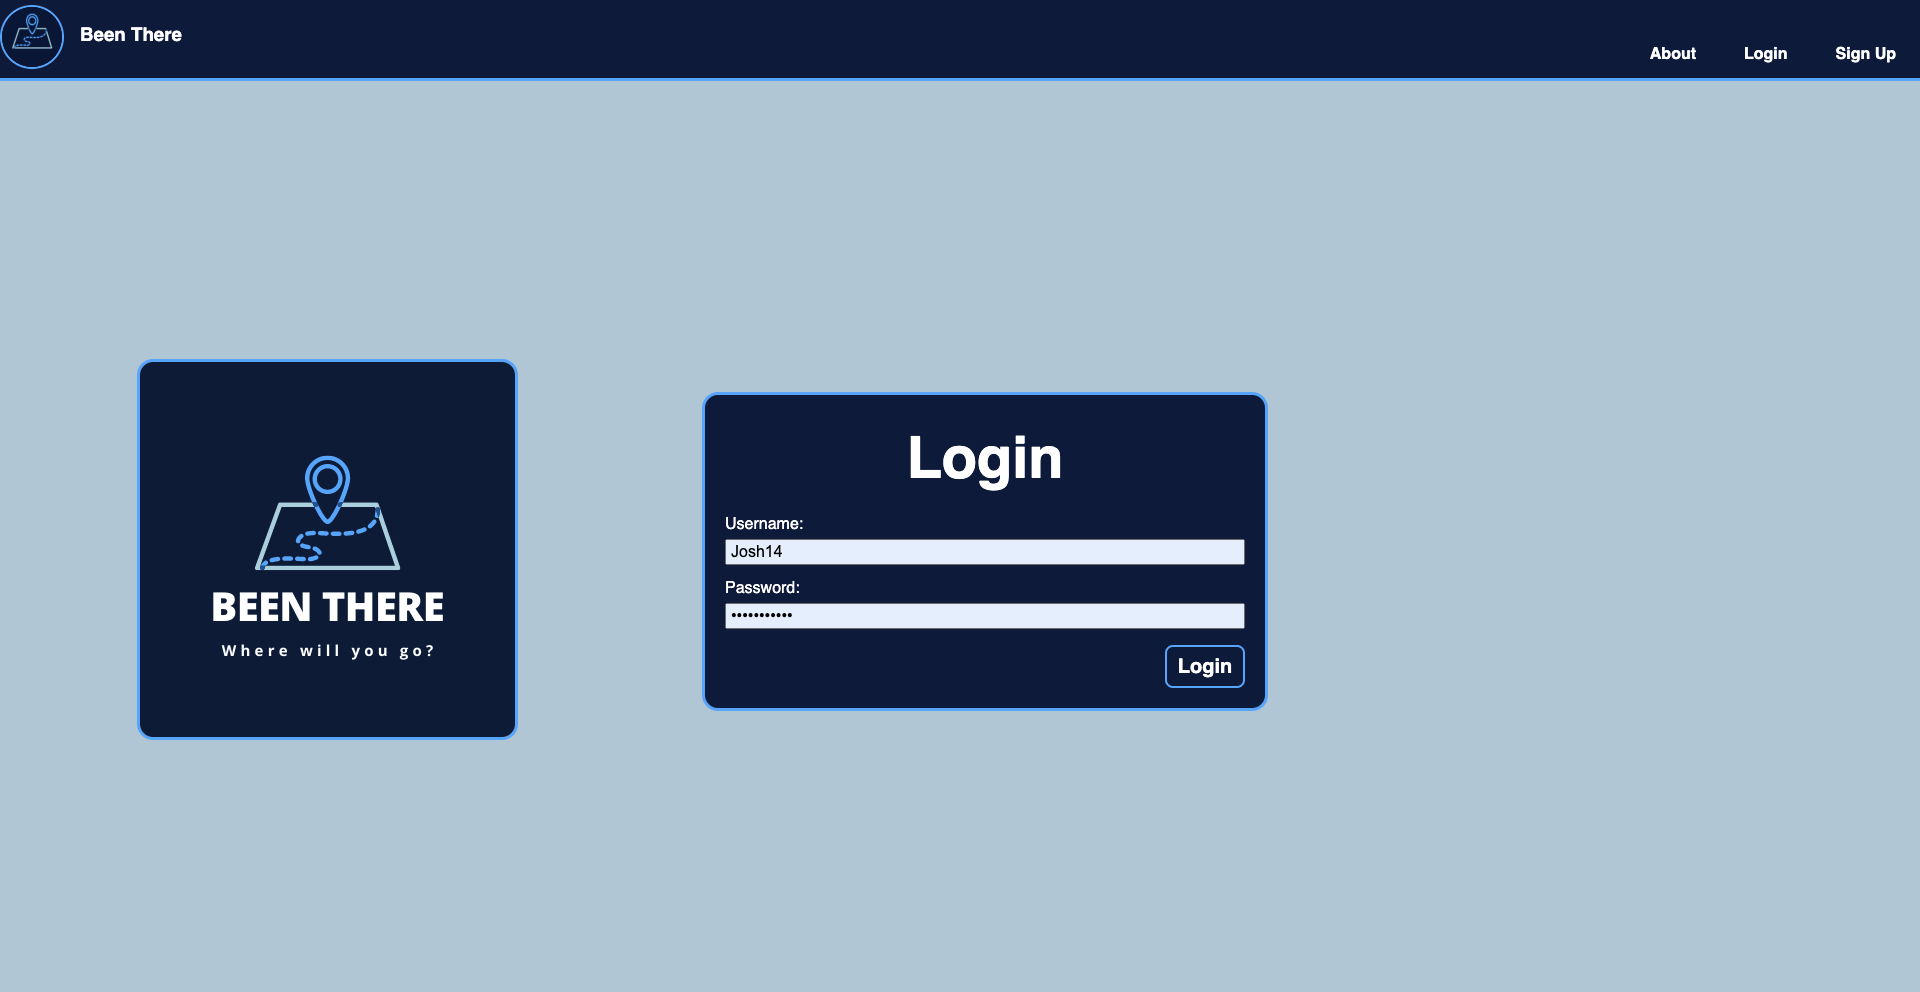 Been There
About Login Sign Up
BEEN THERE
Where will you go?
Login
Username:
Josh14
Password:
•••••••••••
Login